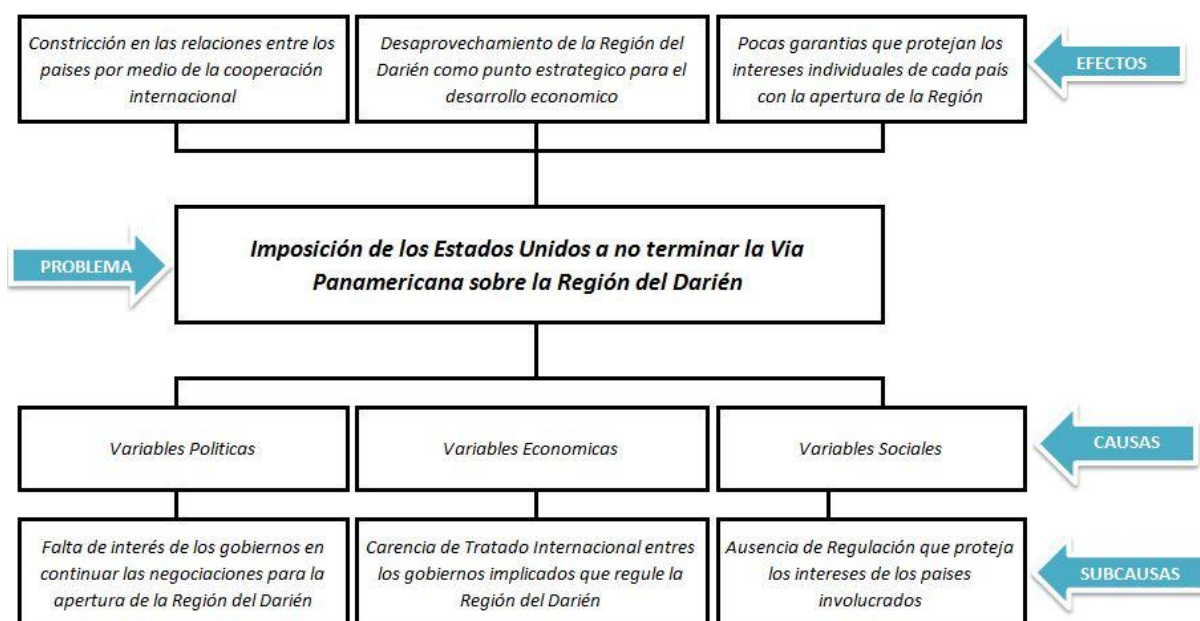 Constricción en las relaciones entre los
paises por medio de la cooperación
internacional
Desaprovechamiento de la Región del
Darién como punto estrategico para el
desarrollo economico
Pocas garantias que protejan los
intereses individuales de cada país
con la apertura de la Región
EFECTOS
PROBLEMA
Imposición de los Estados Unidos a no terminar la Via
Panamericana sobre la Región del Darién
Variables Politicas
Variables Economicas
Variables Sociales
CAUSAS
Falta de interés de los gobiernos en
continuar las negociaciones para la
apertura de la Región del Darién
Carencia de Tratado Internacional entres
los gobiernos implicados que regule la
Región del Darién
Ausencia de Regulación que proteja
los intereses de los paises
involucrados
SUBCAUSAS